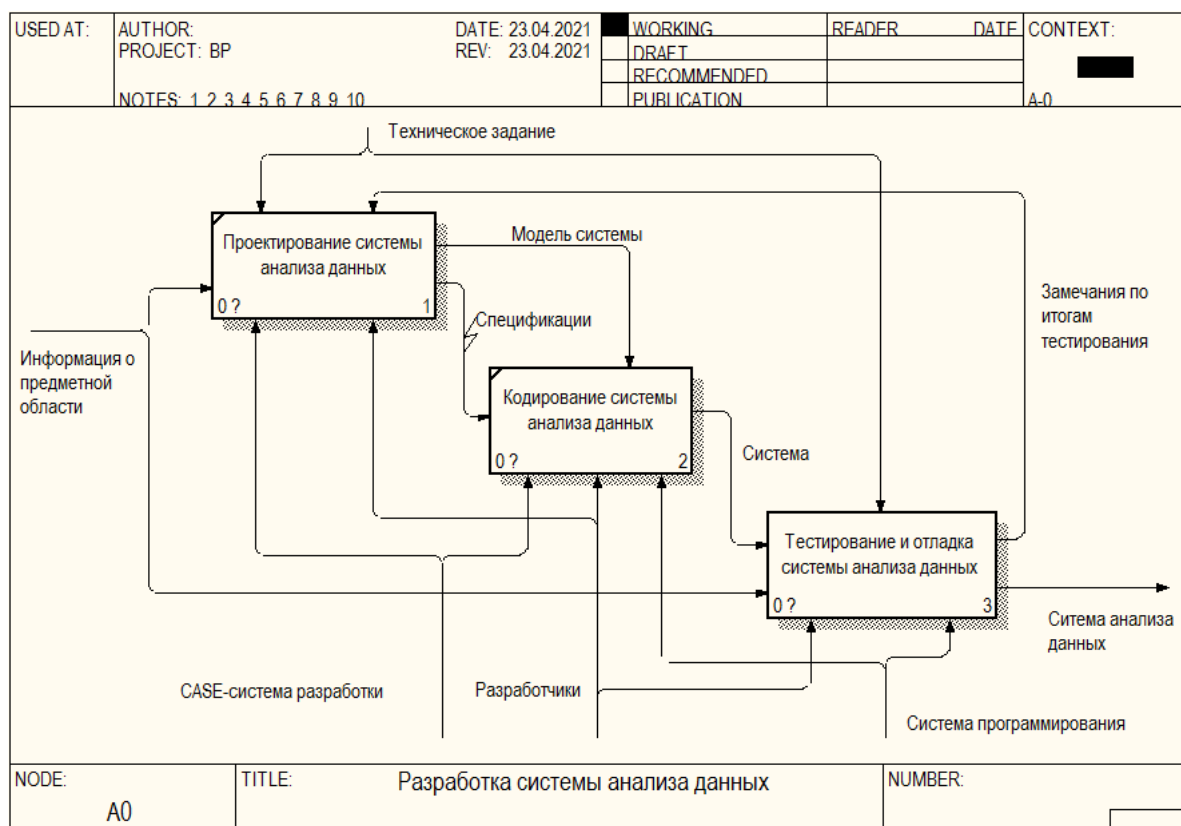 USED AT:
AUTHOR:
DATE: 23.04.2021
PROJECT: BP
REV: 23.04.2021
NOTES: 1 2 3 4 5 6 7 8 9 10
WORKING
DRAFT
RECOMMENDED
PUBLICATION
READER DATE
CONTEXT:
A-0
Техническое задание
Проектирование системы
анализа данных
0 ?
1
Модель системы
Спецификации
Информация о
предметной
области
Замечания по
итогам
тестирования
Кодирование системы
анализа данных
0 ?
2
Система
Тестирование и отладка
системы анализа данных
0 ?
3
Ситема анализа
данных
CASE-система разработки
Разработчики
Система программирования
NODE:
A0
TITLE:
Разработка системы анализа данных
NUMBER: